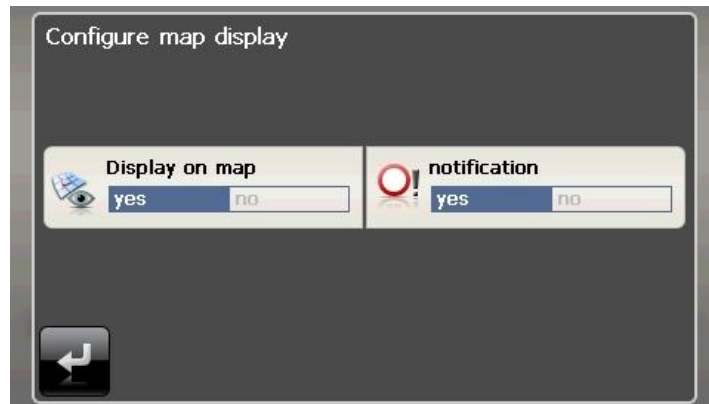 Configure map display
Display on map
yes no
notification
yes no